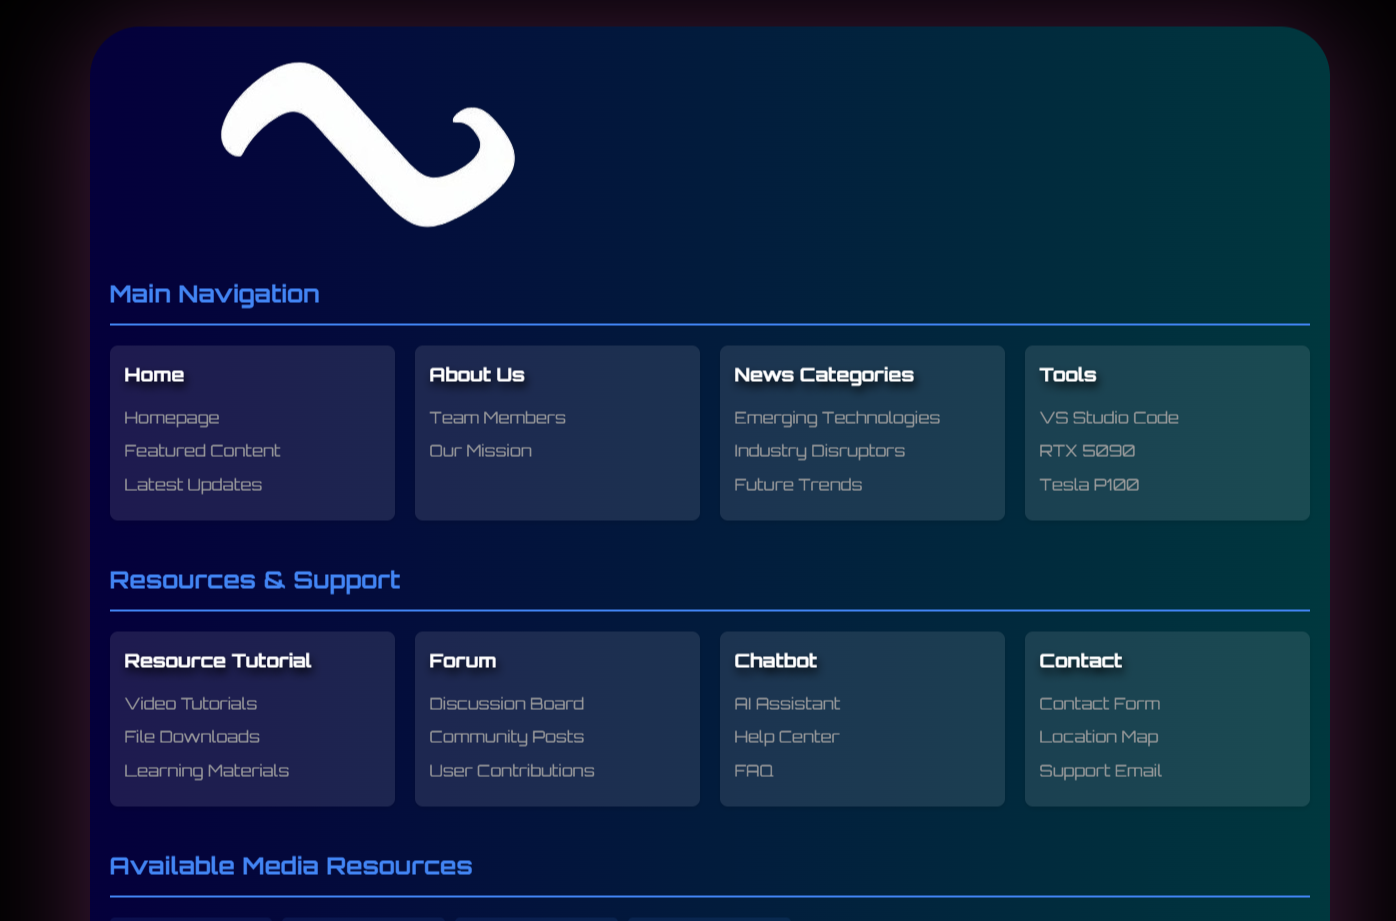 Main Navigation
Home
Homepage
Featured Content
Latest Updates
About Us
Team Members
Our Mission
News Categories
Emerging Technologies
Industry Disruptors
Future Trends
Tools
VS Studio Code
RTX 5090
Tesla P100
Resources & Support
Resource Tutorial
Video Tutorials
File Downloads
Learning Materials
Forum
Discussion Board
Community Posts
User Contributions
Chatbot
AI Assistant
Help Center
FAQ
Contact
Contact Form
Location Map
Support Email
Available Media Resources